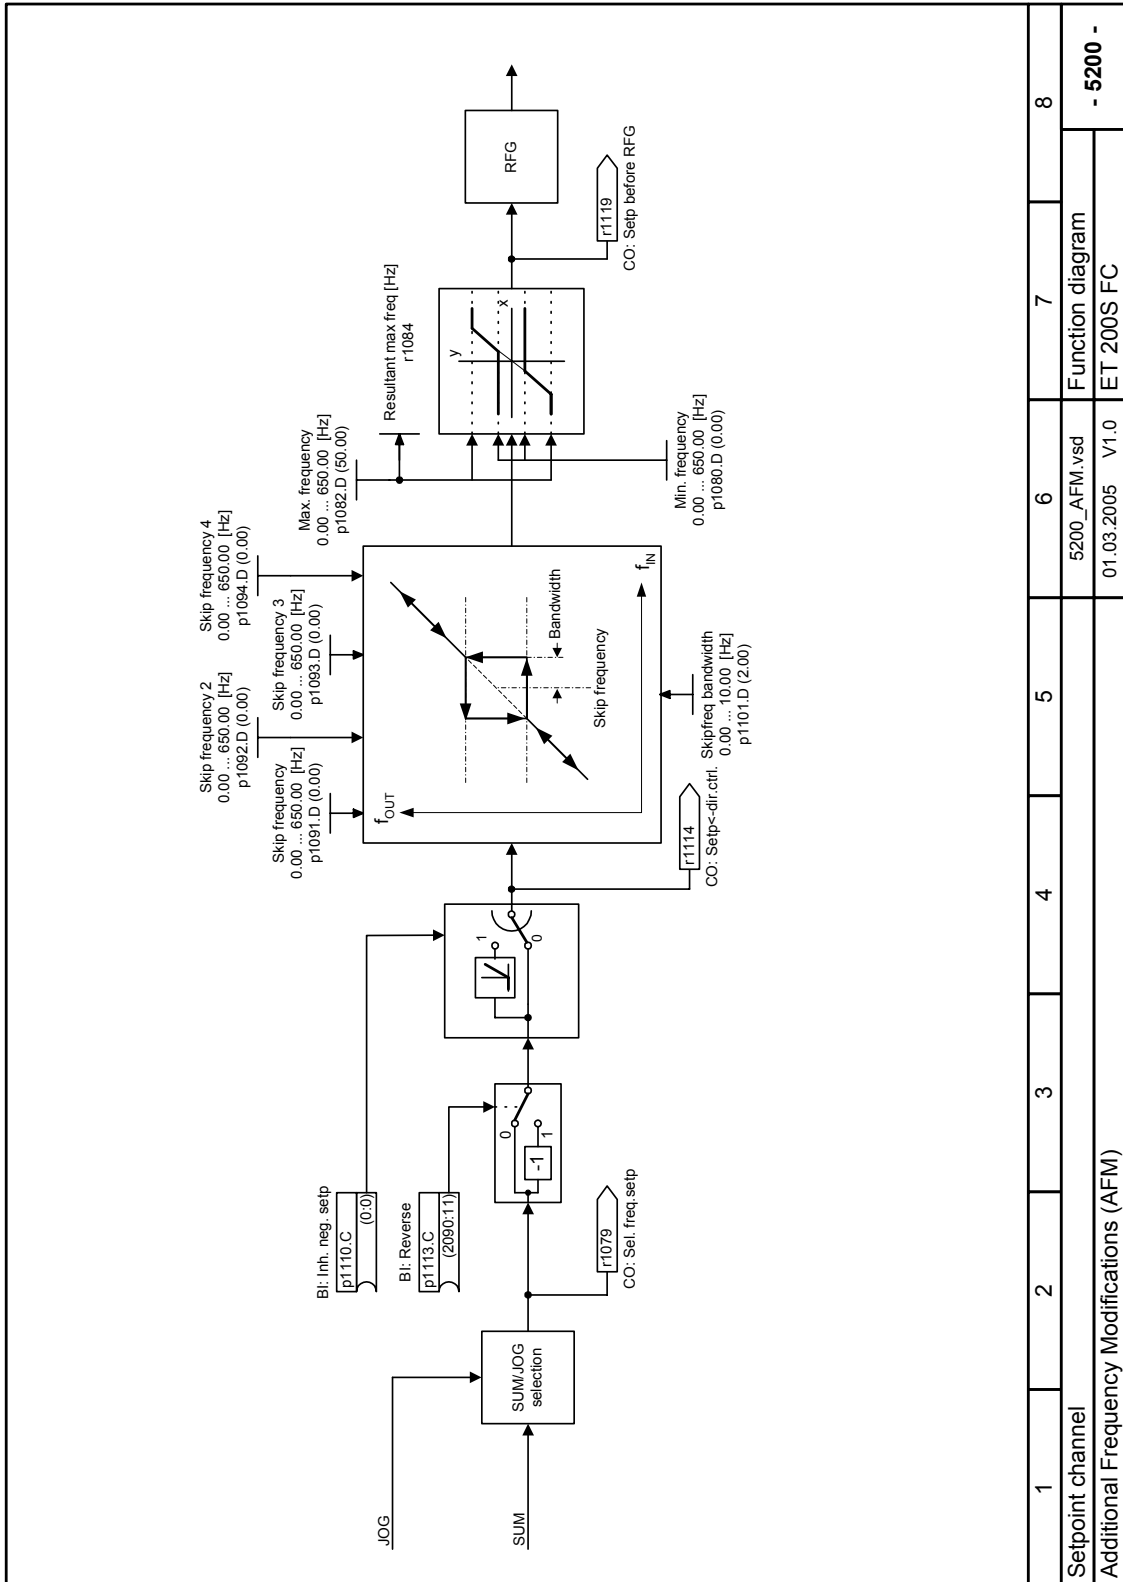 JOG
SUM
SUM/JOG
selection
r1079
CO: Sel. freq.setp
BI: Inh. neg. setp
p1110.C
(0:0)
BI: Reverse
p1113.C
(2090:11)
0
1
-1
1
0
r1114
CO: Setp<-dir.ctrl.
Skip frequency
0.00 ... 650.00 [Hz]
p1091.D (0.00)
Skip frequency 2
0.00 ... 650.00 [Hz]
p1092.D (0.00)
Skip frequency 3
0.00 ... 650.00 [Hz]
p1093.D (0.00)
Skip frequency 4
0.00 ... 650.00 [Hz]
p1094.D (0.00)
fOUT
fIN
Bandwidth
Skip frequency
Skipfreq bandwidth
0.00 ... 10.00 [Hz]
p1101.D (2.00)
Max. frequency
0.00 ... 650.00 [Hz]
p1082.D (50.00)
Resultant max freq [Hz]
r1084
Min. frequency
0.00 ... 650.00 [Hz]
p1080.D (0.00)
y
x
r1119
CO: Setp before RFG
RFG
1 2 3 4 5 6 7 8
Setpoint channel
5200_AFM.vsd
Function diagram
- 5200 -
Additional Frequency Modifications (AFM)
01.03.2005 V1.0
ET 200S FC